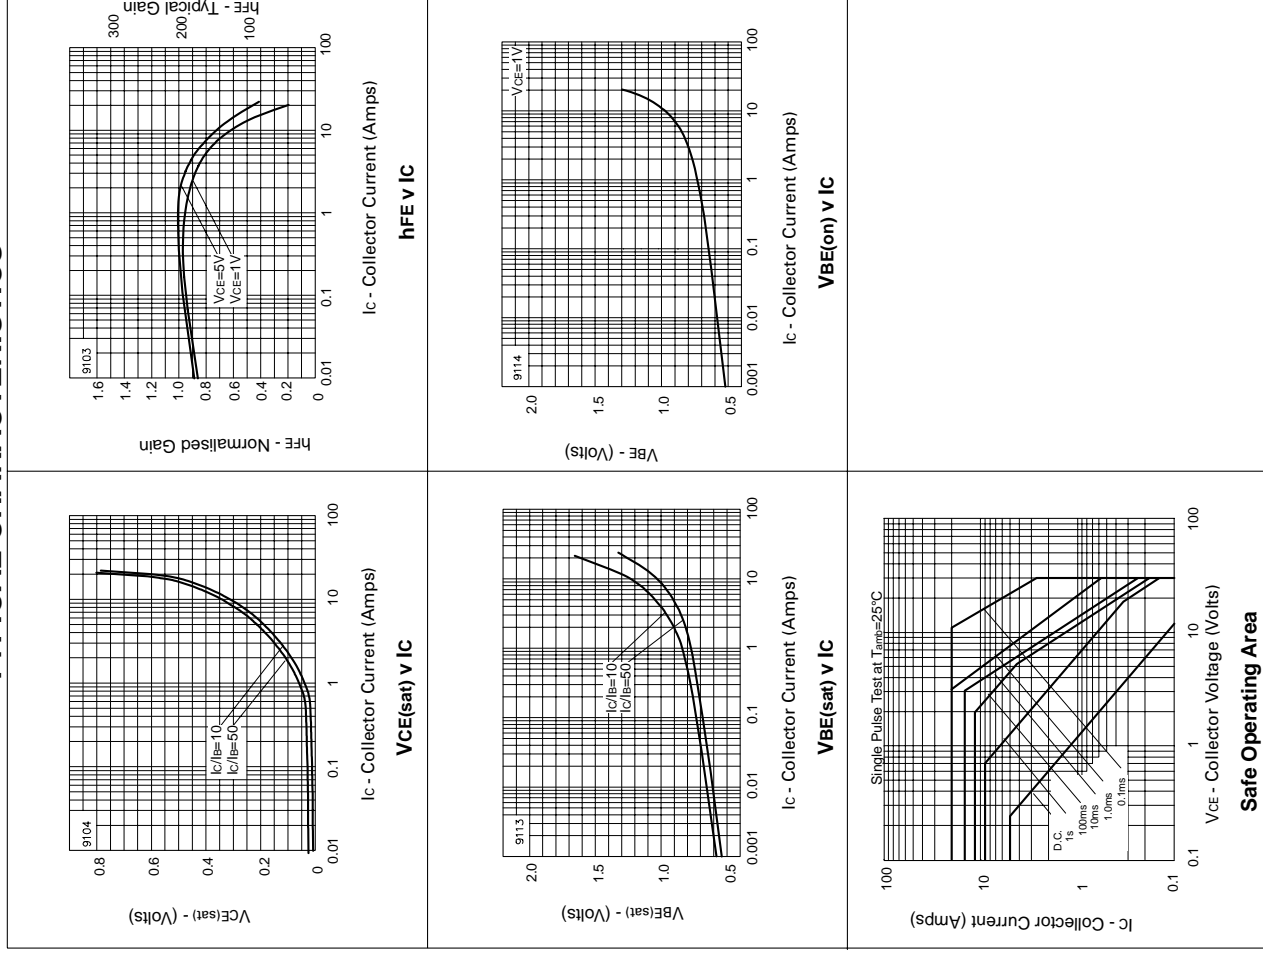 9104
0.8
0.6
0.4
0.2
0
0.01
0.1
1
10
100
VCE(sat) - (Volts)
IC/IB=10
IC/IB=50
IC - Collector Current (Amps)
VCE(sat) v IC
9103
1.6
1.4
1.2
1.0
0.8
0.6
0.4
0.2
0
0.01
0.1
1
10
100
hFE - Normalised Gain
300
200
100
hFE - Typical Gain
VCE=5V
VCE=1V
IC - Collector Current (Amps)
hFE v IC
9113
2.0
1.5
1.0
0.5
0.001
0.01
0.1
1
10
100
VBE(sat) - (Volts)
IC/IB=10
IC/IB=50
IC - Collector Current (Amps)
VBE(sat) v IC
9114
VCE=1V
2.0
1.5
1.0
0.5
0.001
0.01
0.1
1
10
100
VBE - (Volts)
IC - Collector Current (Amps)
VBE(on) v IC
Single Pulse Test at Tamb=25°C
100
10
1
0.1
0.1
1
10
100
IC - Collector Current (Amps)
D.C.
1s
100ms
10ms
1.0ms
0.1ms
VCE - Collector Voltage (Volts)
Safe Operating Area